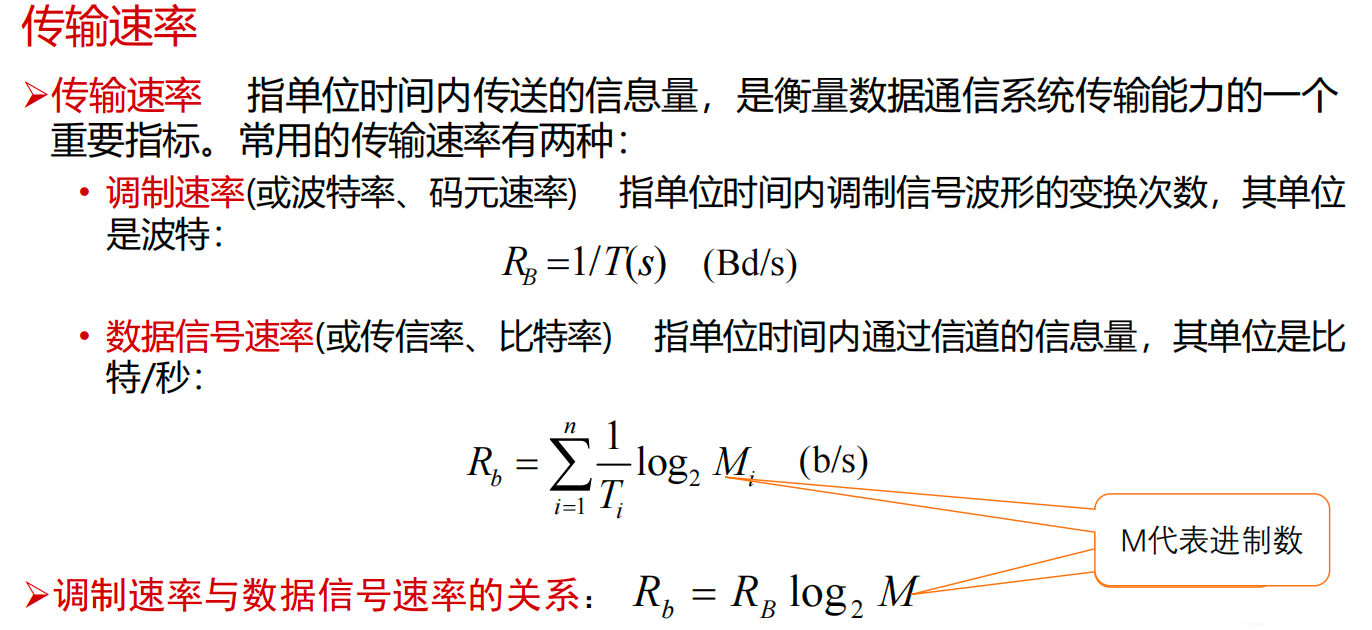 传输速率
➢传输速率 指单位时间内传送的信息量，是衡量数据通信系统传输能力的一个
重要指标。常用的传输速率有两种：
• 调制速率(或波特率、码元速率) 指单位时间内调制信号波形的变换次数，其单位
是波特：
R_B =1/T(s) (Bd/s)
• 数据信号速率(或传信率、比特率) 指单位时间内通过信道的信息量，其单位是比
特/秒：
R_b = \sum_{i=1}^{n} \frac{1}{T_i} \log_2 M_i (b/s)
M代表进制数
➢调制速率与数据信号速率的关系： R_b = R_B log_2 M